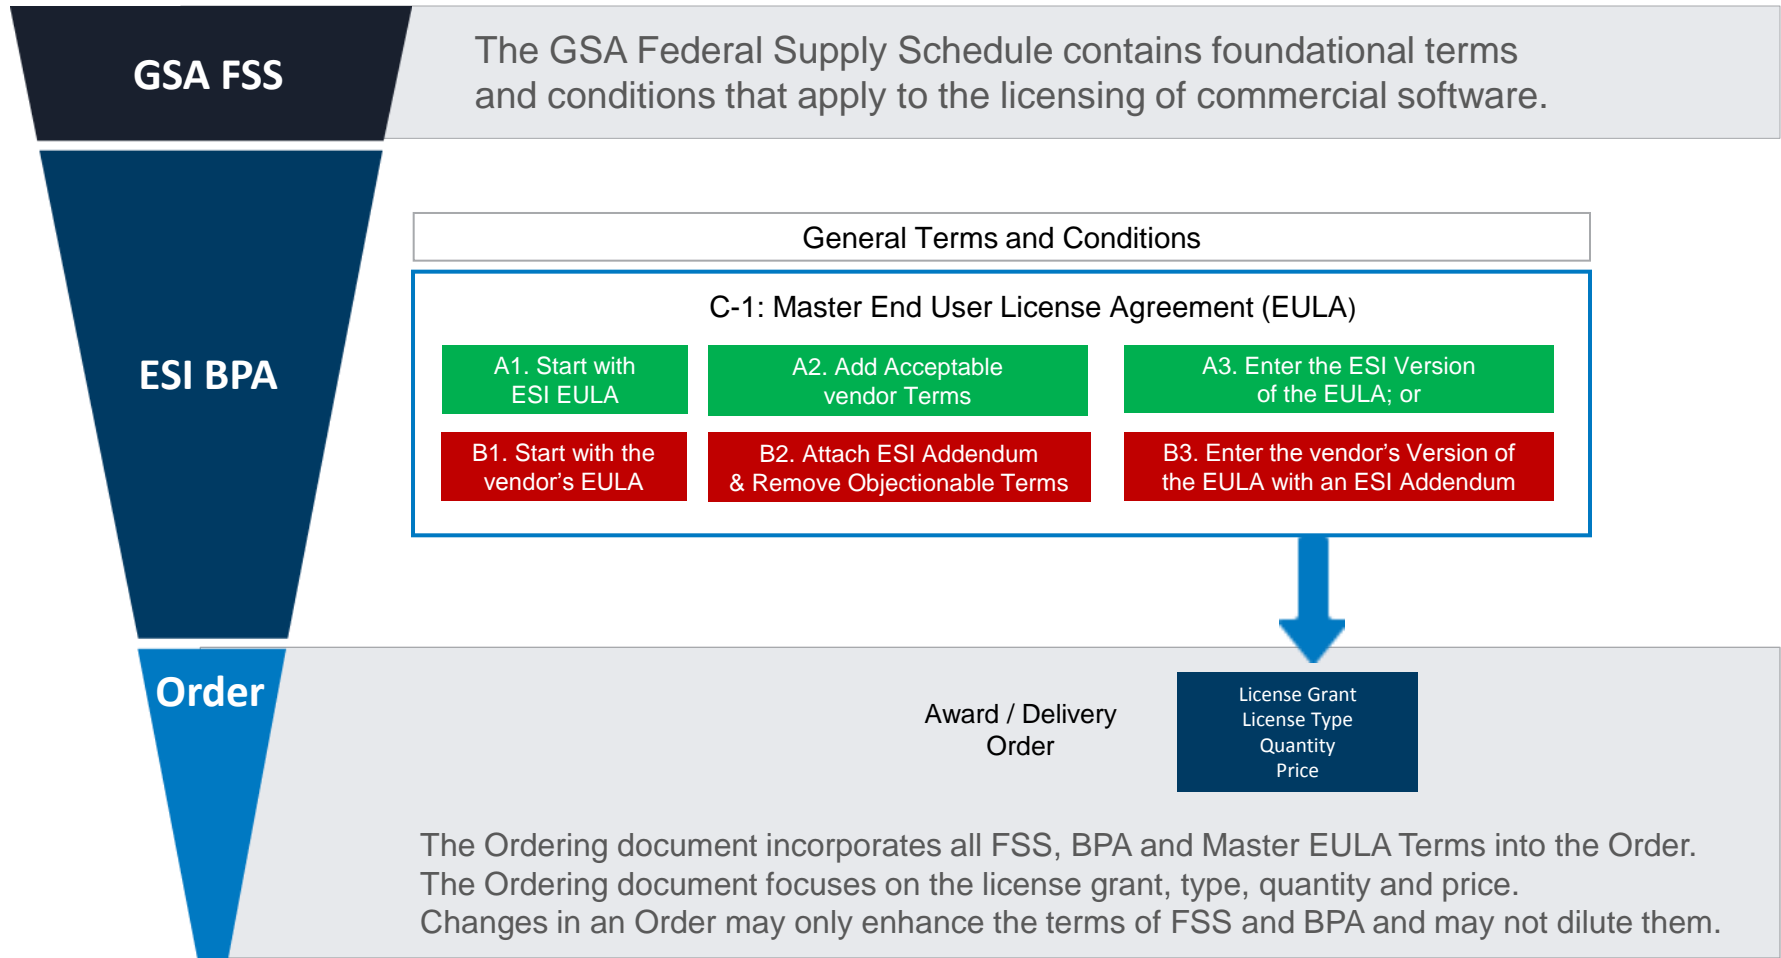 GSA FSS
The GSA Federal Supply Schedule contains foundational terms
and conditions that apply to the licensing of commercial software.
ESI BPA
General Terms and Conditions
C-1: Master End User License Agreement (EULA)
A1. Start with
ESI EULA
A2. Add Acceptable
vendor Terms
A3. Enter the ESI Version
of the EULA; or
B1. Start with the
vendor’s EULA
B2. Attach ESI Addendum
& Remove Objectionable Terms
B3. Enter the vendor’s Version of
the EULA with an ESI Addendum
Order
Award / Delivery
Order
License Grant
License Type
Quantity
Price
The Ordering document incorporates all FSS, BPA and Master EULA Terms into the Order.
The Ordering document focuses on the license grant, type, quantity and price.
Changes in an Order may only enhance the terms of FSS and BPA and may not dilute them.